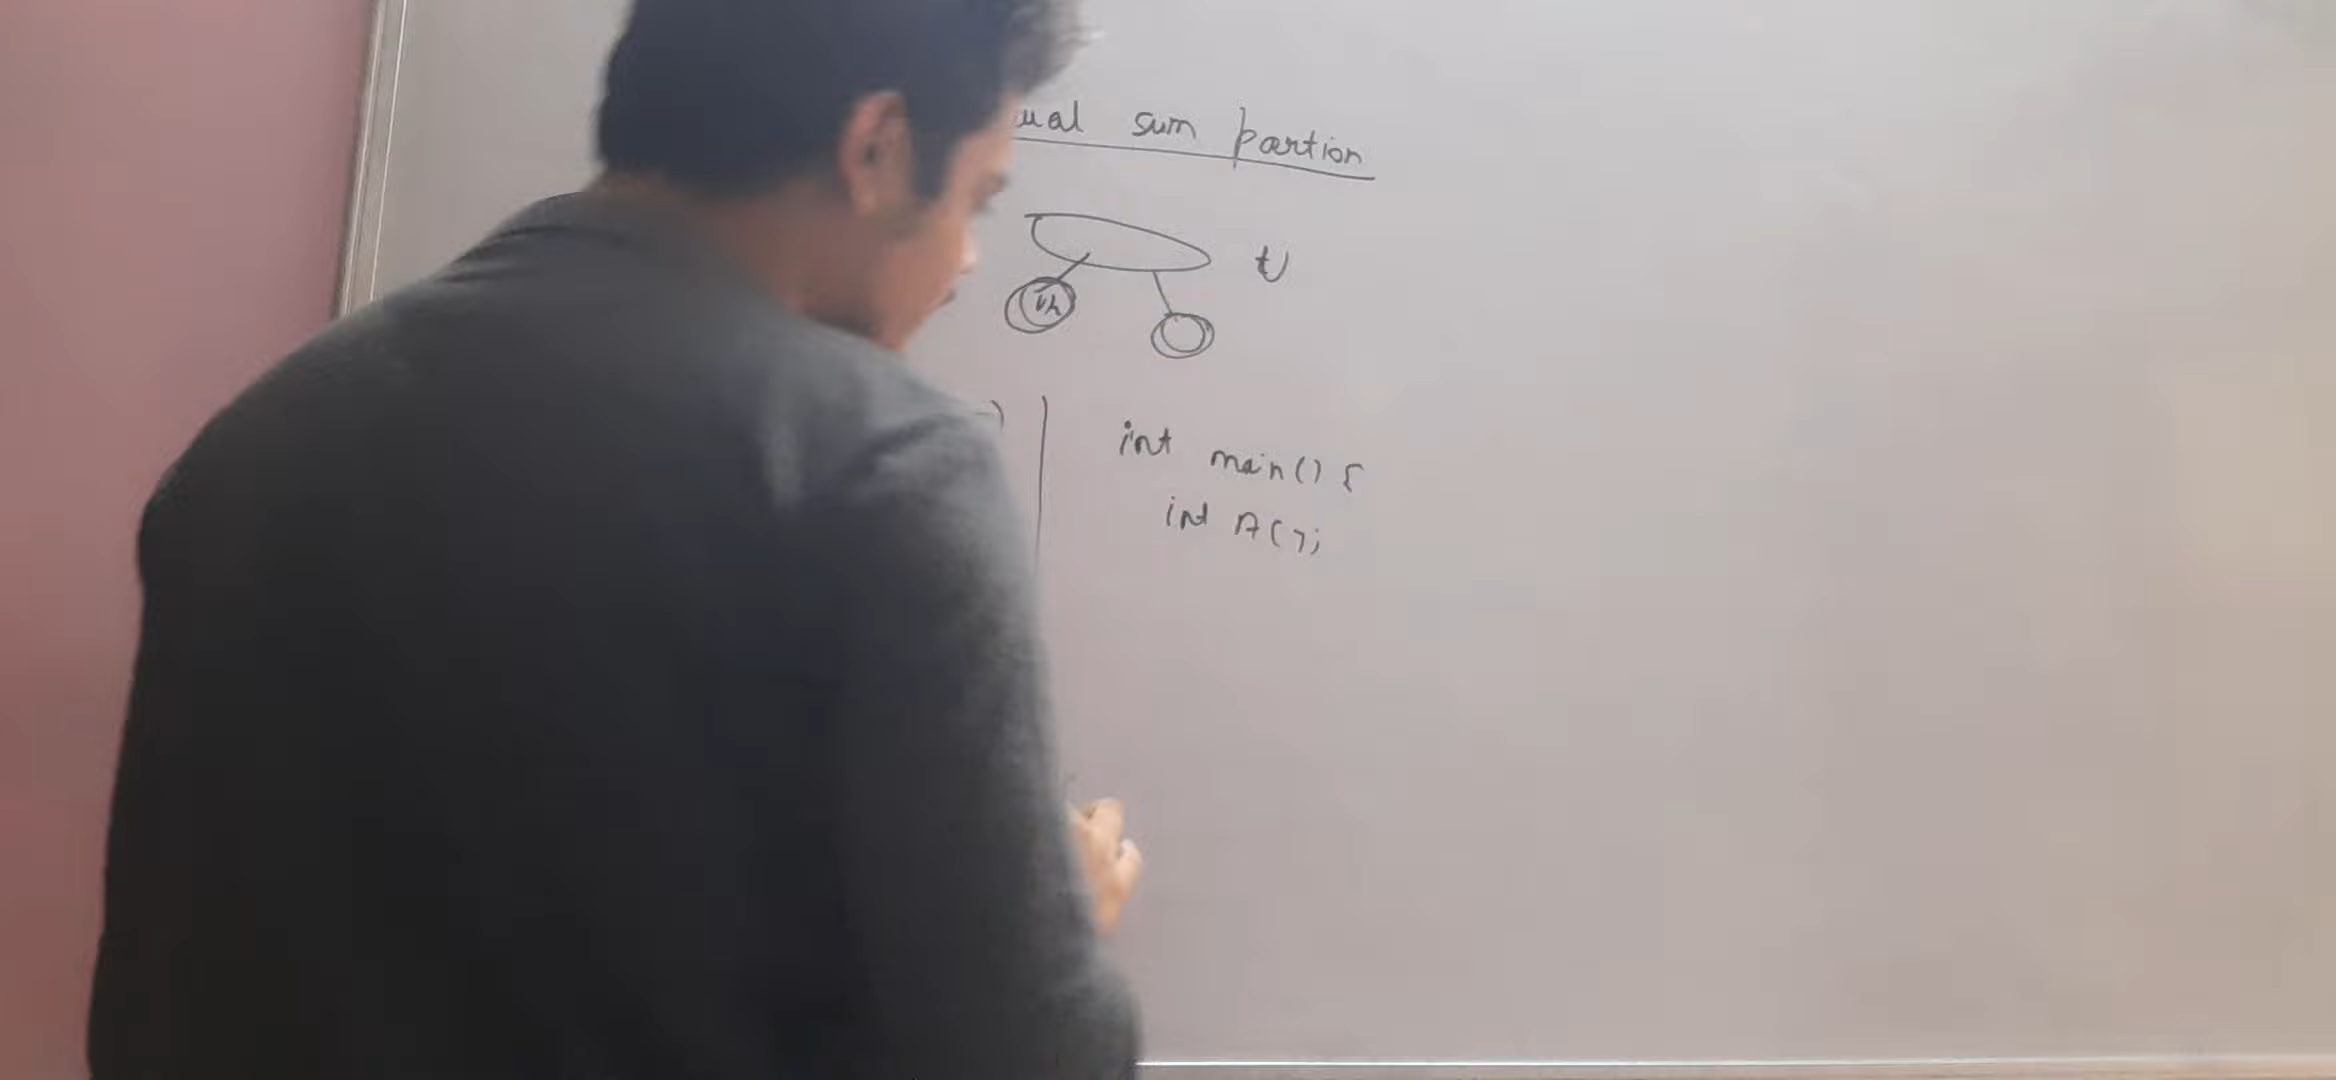 ual sum partion
int main() {
int A();